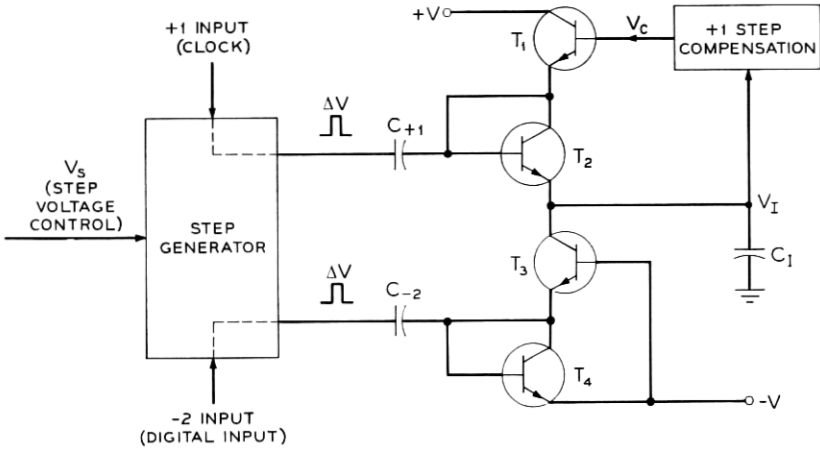 +1 INPUT
(CLOCK)
+V
T1
VC
+1 STEP
COMPENSATION
ΔV
C+1
T2
VS
(STEP
VOLTAGE
CONTROL)
STEP
GENERATOR
VI
CI
T3
ΔV
C-2
T4
-V
-2 INPUT
(DIGITAL INPUT)